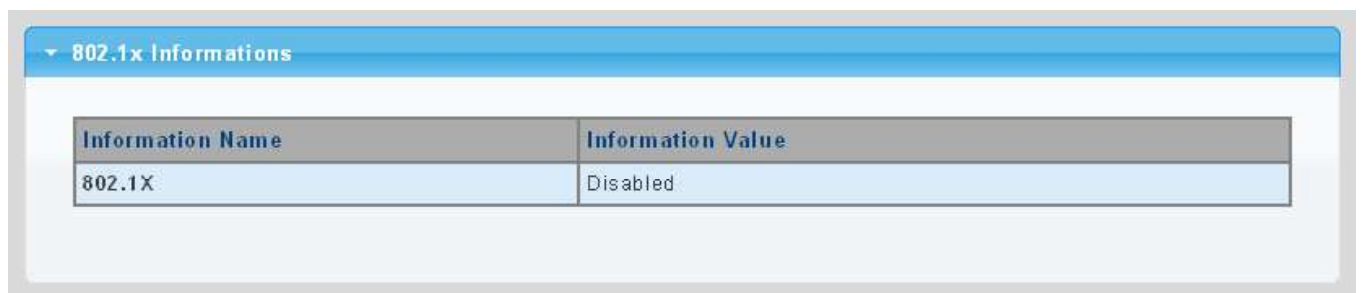 802.1x Informations
Information Name Information Value
802.1X Disabled